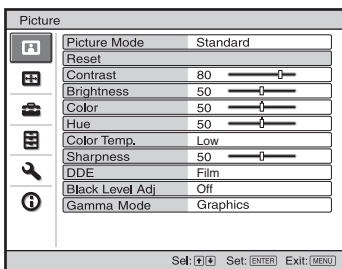 Picture
Picture Mode Standard
Reset
Contrast 80
Brightness 50
Color 50
Hue 50
Color Temp. Low
Sharpness 50
DDE Film
Black Level Adj Off
Gamma Mode Graphics
Sel: Set: ENTER Exit: MENU